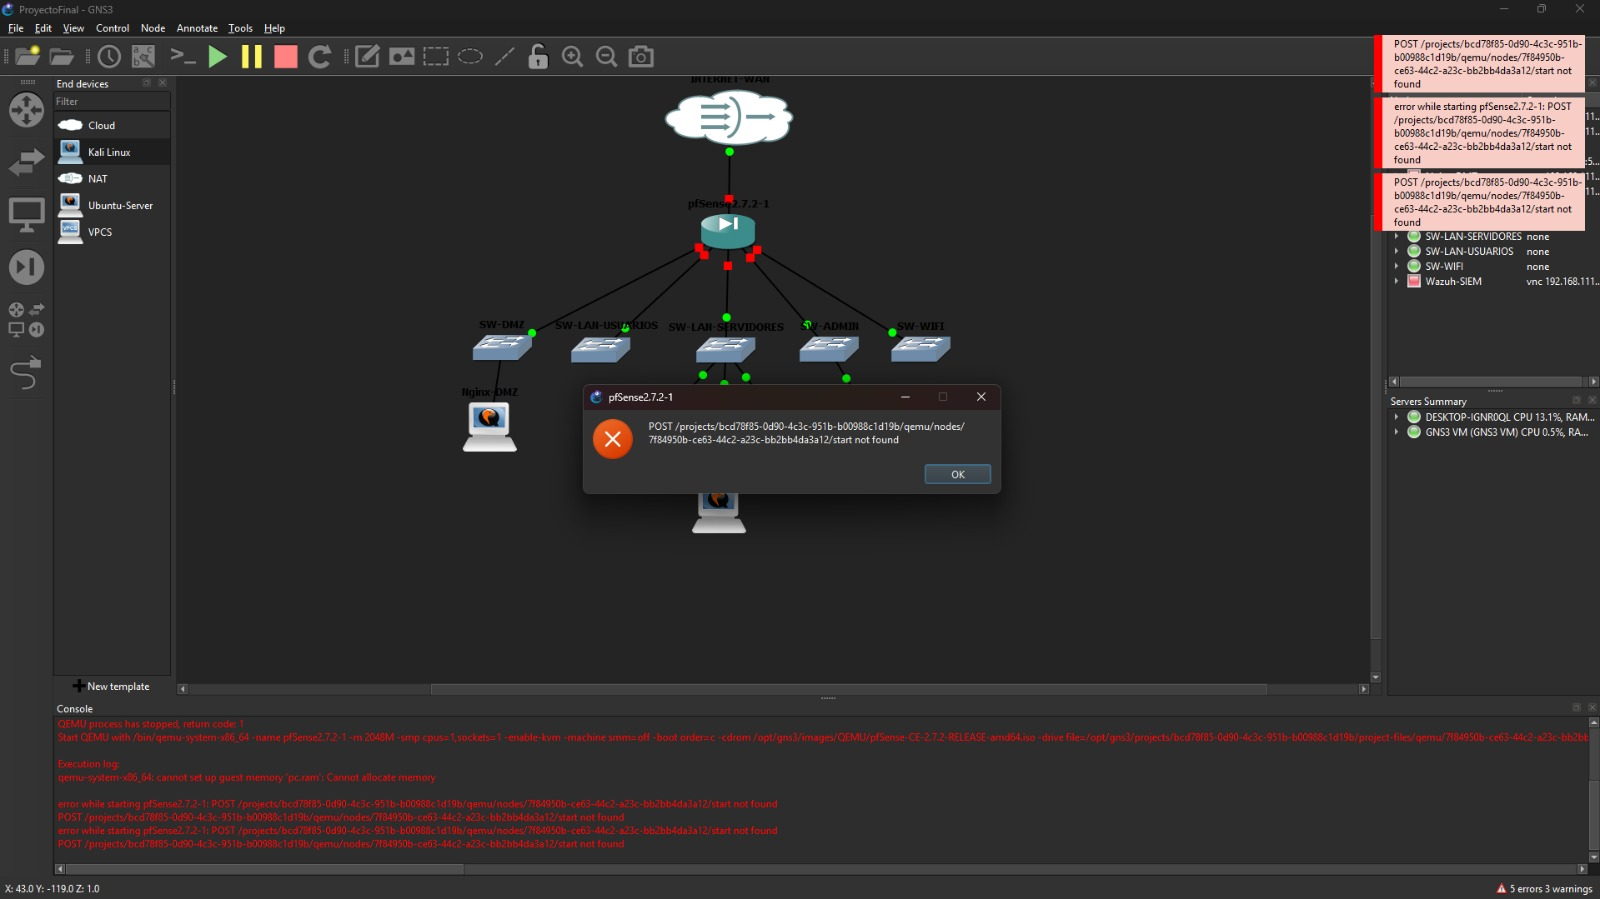 ProyectoFinal - GNS3
File Edit View Control Node Annotate Tools Help
End devices
Filter
Cloud
Kali Linux
NAT
Ubuntu-Server
VPCS
New template
INTERNET-WAN
pfSense2.7.2-1
SW-DMZ
SW-LAN-USUARIOS
SW-LAN-SERVIDORES
SW-ADMIN
SW-WIFI
Nginx-DMZ
pfSense2.7.2-1
POST /projects/bcd78f85-0d90-4c3c-951b-b00988c1d19b/qemu/nodes/
7f84950b-ce63-44c2-a23c-bb2bb4da3a12/start not found
OK
POST /projects/bcd78f85-0d90-4c3c-951b-
b00988c1d19b/qemu/nodes/7f84950b-
ce63-44c2-a23c-bb2bb4da3a12/start not
found
error while starting pfSense2.7.2-1: POST
/projects/bcd78f85-0d90-4c3c-951b-
b00988c1d19b/qemu/nodes/7f84950b-
ce63-44c2-a23c-bb2bb4da3a12/start not
found
POST /projects/bcd78f85-0d90-4c3c-951b-
b00988c1d19b/qemu/nodes/7f84950b-
ce63-44c2-a23c-bb2bb4da3a12/start not
found
SW-LAN-SERVIDORES none
SW-LAN-USUARIOS none
SW-WIFI none
Wazuh-SIEM vnc 192.168.111...
Servers Summary
DESKTOP-IGNR0QL CPU 13.1%, RAM...
GNS3 VM (GNS3 VM) CPU 0.5%, RA...
Console
QEMU process has stopped, return code: 1
Start QEMU with /bin/qemu-system-x86_64 -name pfSense2.7.2-1 -m 2048M -smp cpus=1,sockets=1 -enable-kvm -machine smm=off -boot order=c -cdrom /opt/gns3/images/QEMU/pfSense-CE-2.7.2-RELEASE-amd64.iso -drive file=/opt/gns3/projects/bcd78f85-0d90-4c3c-951b-b00988c1d19b/project-files/qemu/7f84950b-ce63-44c2-a23c-bb2bb
Execution log:
qemu-system-x86_64: cannot set up guest memory 'pc.ram': Cannot allocate memory
error while starting pfSense2.7.2-1: POST /projects/bcd78f85-0d90-4c3c-951b-b00988c1d19b/qemu/nodes/7f84950b-ce63-44c2-a23c-bb2bb4da3a12/start not found
POST /projects/bcd78f85-0d90-4c3c-951b-b00988c1d19b/qemu/nodes/7f84950b-ce63-44c2-a23c-bb2bb4da3a12/start not found
error while starting pfSense2.7.2-1: POST /projects/bcd78f85-0d90-4c3c-951b-b00988c1d19b/qemu/nodes/7f84950b-ce63-44c2-a23c-bb2bb4da3a12/start not found
POST /projects/bcd78f85-0d90-4c3c-951b-b00988c1d19b/qemu/nodes/7f84950b-ce63-44c2-a23c-bb2bb4da3a12/start not found
X: 43.0 Y: -119.0 Z: 1.0
5 errors 3 warnings